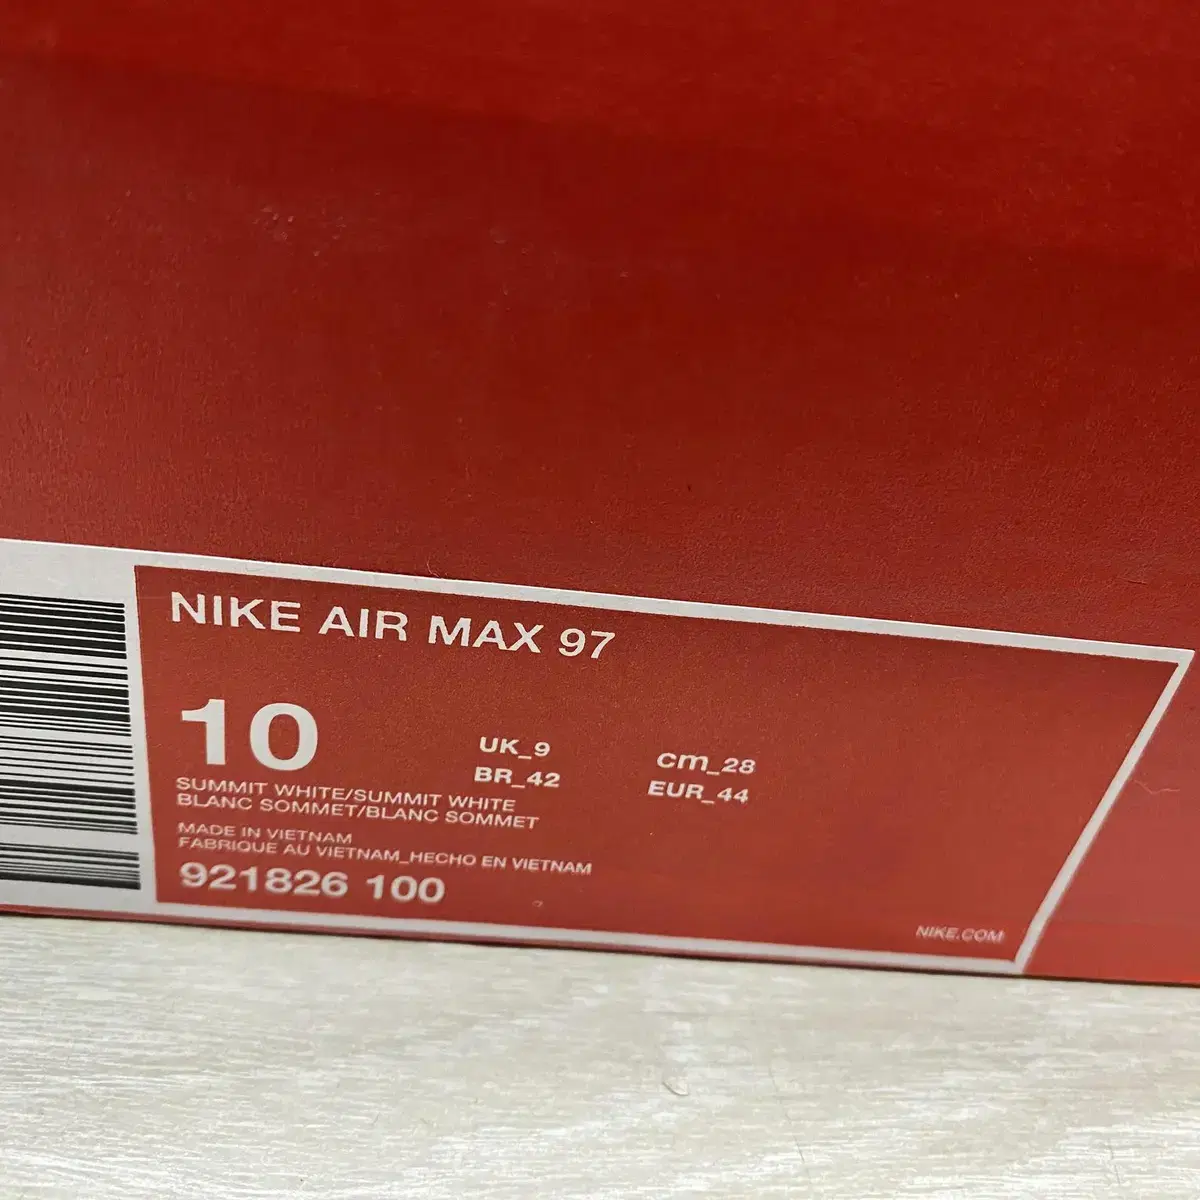 NIKE AIR MAX 97
10
UK_9
cm_28
BR_42
EUR_44
SUMMIT WHITE/SUMMIT WHITE
BLANC SOMMET/BLANC SOMMET
MADE IN VIETNAM
FABRIQUE AU VIETNAM_HECHO EN VIETNAM
921826 100
NIKE.COM